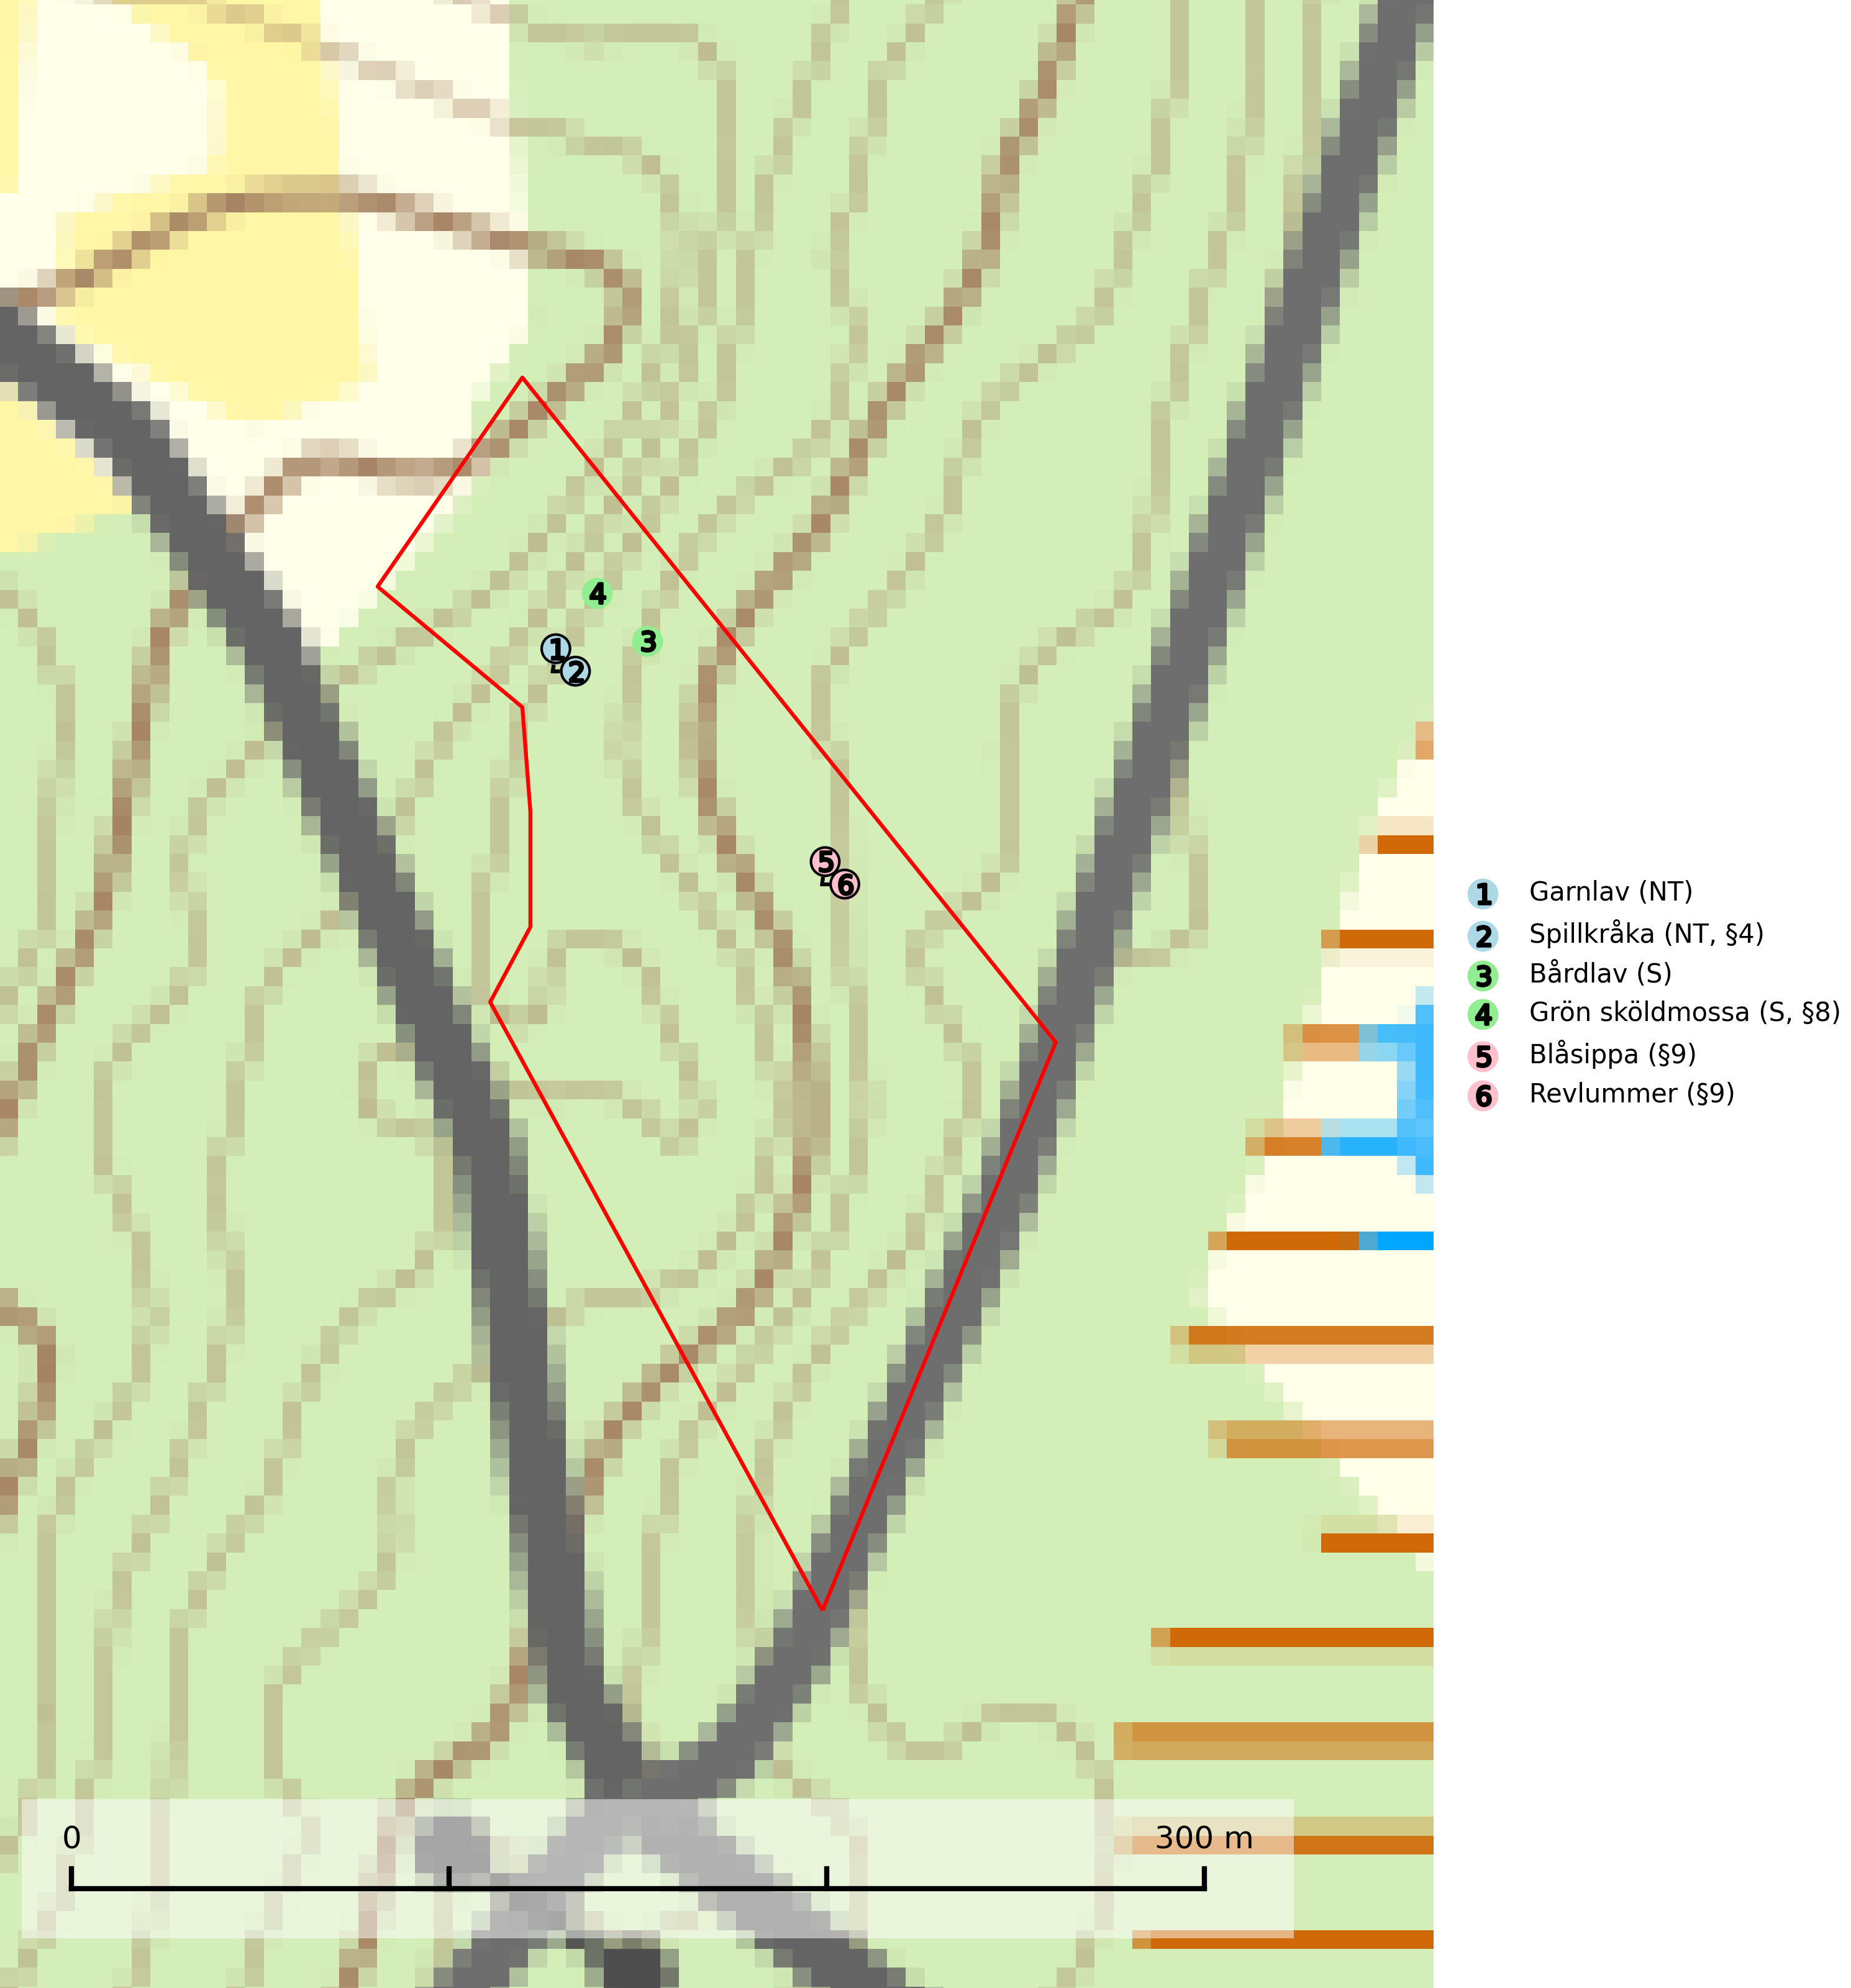 4
3
1
2
5
6
1 Garnlav (NT)
2 Spillkråka (NT, §4)
3 Bårdlav (S)
4 Grön sköldmossa (S, §8)
5 Blåsippa (§9)
6 Revlummer (§9)
0 300 m